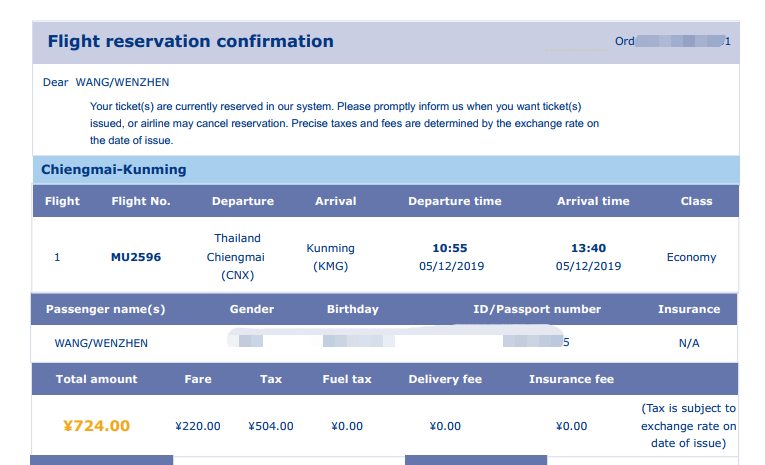 Flight reservation confirmation
Ord 1
Dear WANG/WENZHEN
Your ticket(s) are currently reserved in our system. Please promptly inform us when you want ticket(s)
issued, or airline may cancel reservation. Precise taxes and fees are determined by the exchange rate on
the date of issue.
Chiengmai-Kunming
Flight Flight No. Departure Arrival Departure time Arrival time Class
1 MU2596 Thailand Chiengmai (CNX) Kunming (KMG) 10:55 05/12/2019 13:40 05/12/2019 Economy
Passenger name(s) Gender Birthday ID/Passport number Insurance
WANG/WENZHEN 5 N/A
Total amount Fare Tax Fuel tax Delivery fee Insurance fee
¥724.00 ¥220.00 ¥504.00 ¥0.00 ¥0.00 ¥0.00 (Tax is subject to exchange rate on date of issue)